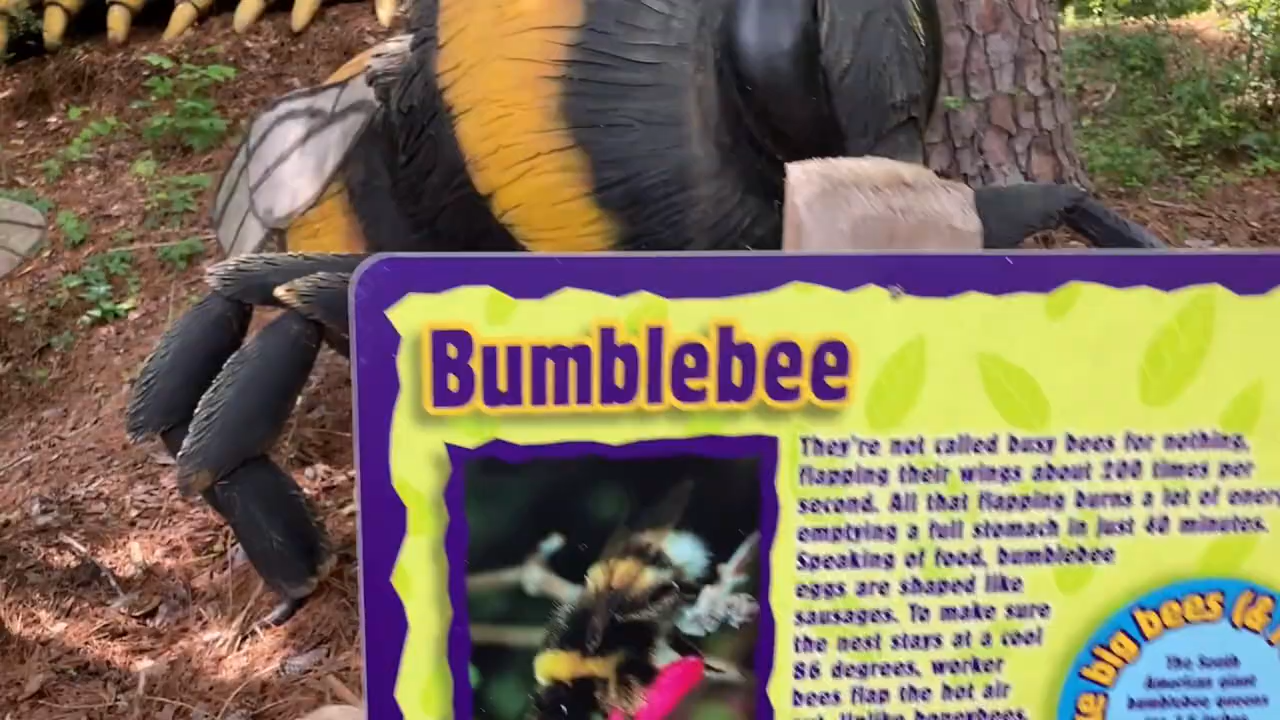 Bumblebee
They're not called busy bees for nothing,
flapping their wings about 200 times per
second. All that flapping burns a lot of
emptying a full stomach in just 40 minutes.
Speaking of food, bumblebee
eggs are shaped like
sausages. To make sure
the nest stays at a cool
86 degrees, worker
bees flap the hot air
out. Unlike honeybees,
big bees (&
The South
American giant
bumblebee queens